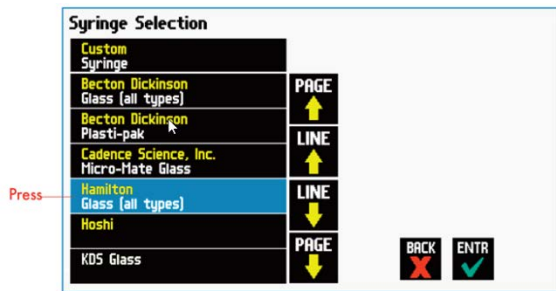 Syringe Selection
Custom
Syringe
Becton Dickinson
Glass (all types)
Becton Dickinson
Plasti-pak
Cadence Science, Inc.
Micro-Mate Glass
Hamilton
Glass (all types)
Hoshi
KDS Glass
PAGE
LINE
LINE
PAGE
BACK
ENTR
Press